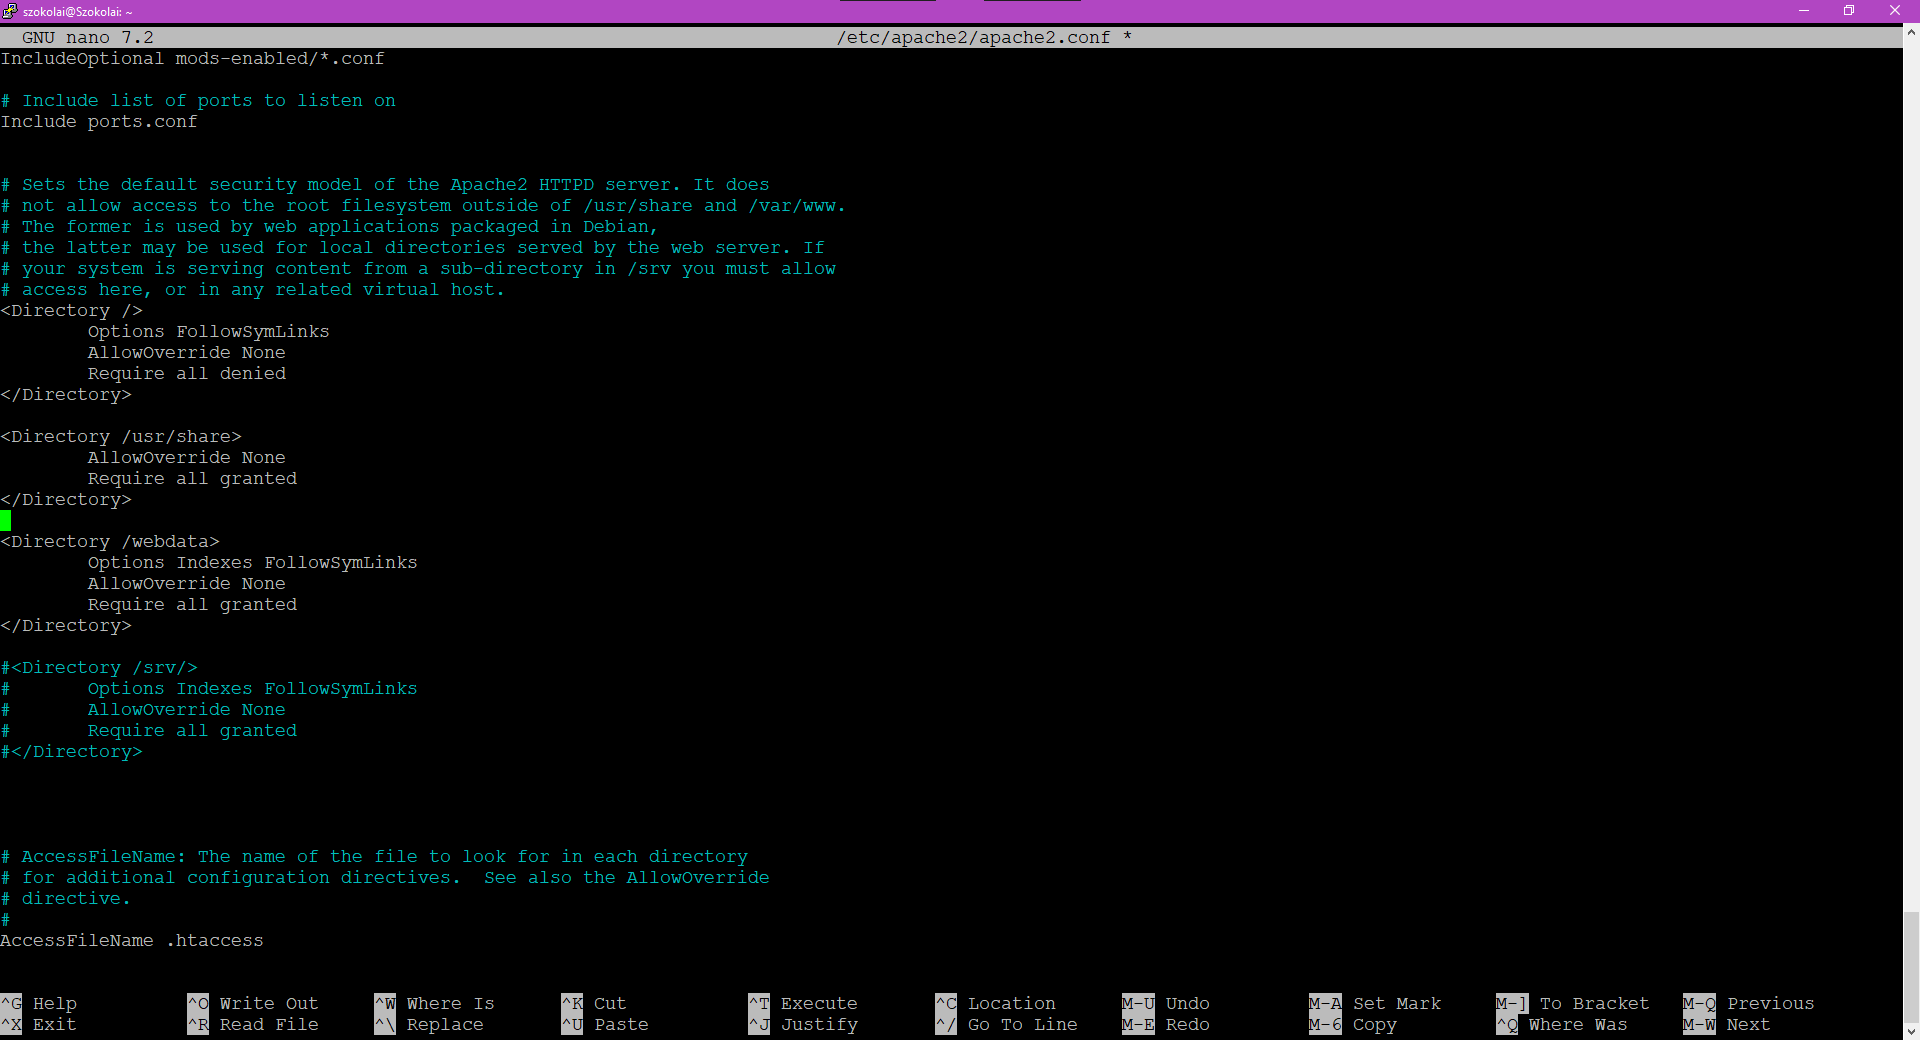 szokolai@Szokolai: ~
GNU nano 7.2 /etc/apache2/apache2.conf *
IncludeOptional mods-enabled/*.conf

# Include list of ports to listen on
Include ports.conf


# Sets the default security model of the Apache2 HTTPD server. It does
# not allow access to the root filesystem outside of /usr/share and /var/www.
# The former is used by web applications packaged in Debian,
# the latter may be used for local directories served by the web server. If
# your system is serving content from a sub-directory in /srv you must allow
# access here, or in any related virtual host.
<Directory />
        Options FollowSymLinks
        AllowOverride None
        Require all denied
</Directory>

<Directory /usr/share>
        AllowOverride None
        Require all granted
</Directory>

<Directory /webdata>
        Options Indexes FollowSymLinks
        AllowOverride None
        Require all granted
</Directory>

#<Directory /srv/>
#       Options Indexes FollowSymLinks
#       AllowOverride None
#       Require all granted
#</Directory>




# AccessFileName: The name of the file to look for in each directory
# for additional configuration directives.  See also the AllowOverride
# directive.
#
AccessFileName .htaccess

^G Help ^O Write Out ^W Where Is ^K Cut ^T Execute ^C Location M-U Undo M-A Set Mark M-] To Bracket M-Q Previous
^X Exit ^R Read File ^\ Replace ^U Paste ^J Justify ^/ Go To Line M-E Redo M-6 Copy ^Q Where Was M-W Next